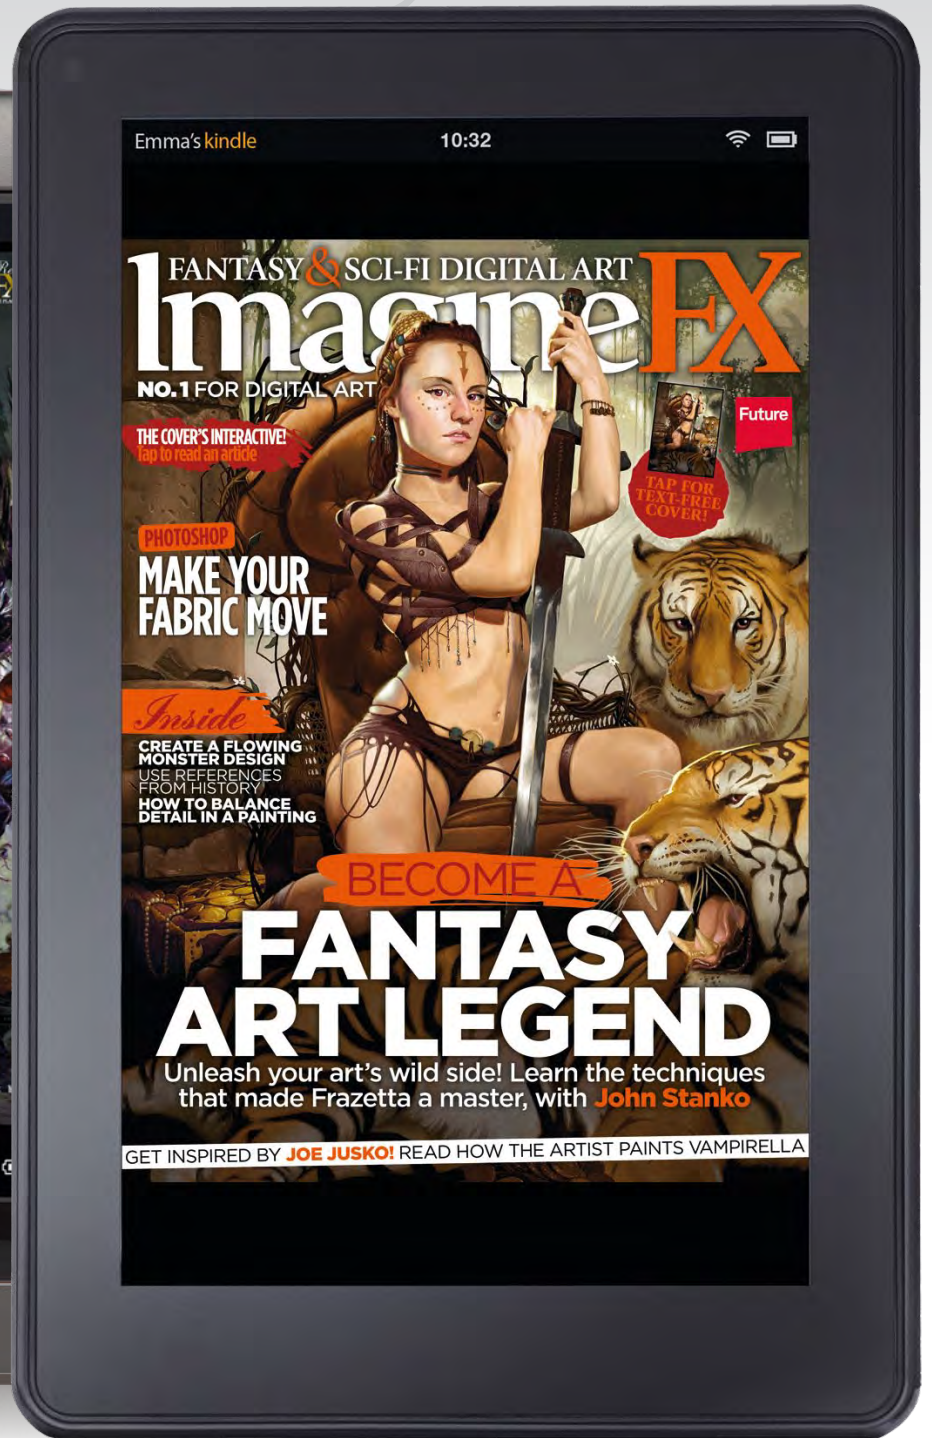 Emma's kindle
10:32
FANTASY & SCI-FI DIGITAL ART
ImagineFX
NO.1 FOR DIGITAL ART
THE COVER'S INTERACTIVE!
Tap to read an article
Future
TAP FOR
TEXT-FREE
COVER!
PHOTOSHOP
MAKE YOUR
FABRIC MOVE
Inside
CREATE A FLOWING
MONSTER DESIGN
USE REFERENCES
FROM HISTORY
HOW TO BALANCE
DETAIL IN A PAINTING
BECOME A
FANTASY
ART LEGEND
Unleash your art's wild side! Learn the techniques
that made Frazetta a master, with John Stanko
GET INSPIRED BY JOE JUSKO! READ HOW THE ARTIST PAINTS VAMPIRELLA